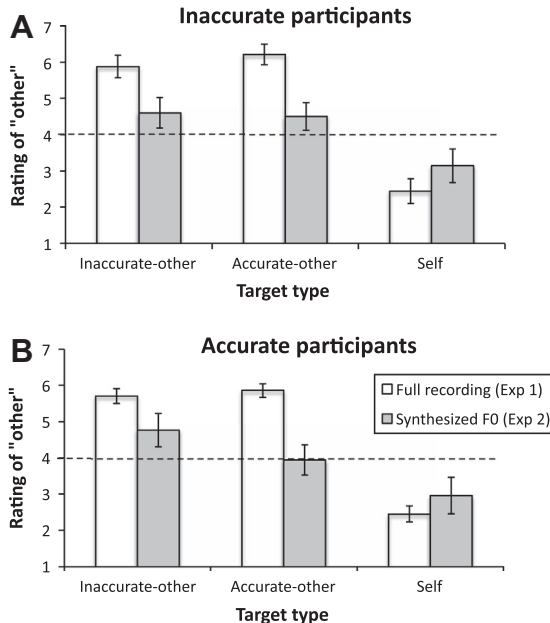 A
Inaccurate participants
7
6
5
4
3
2
1
Rating of "other"
Inaccurate-other
Accurate-other
Self
Target type
B
Accurate participants
7
6
5
4
3
2
1
Rating of "other"
Full recording (Exp 1)
Synthesized F0 (Exp 2)
Inaccurate-other
Accurate-other
Self
Target type